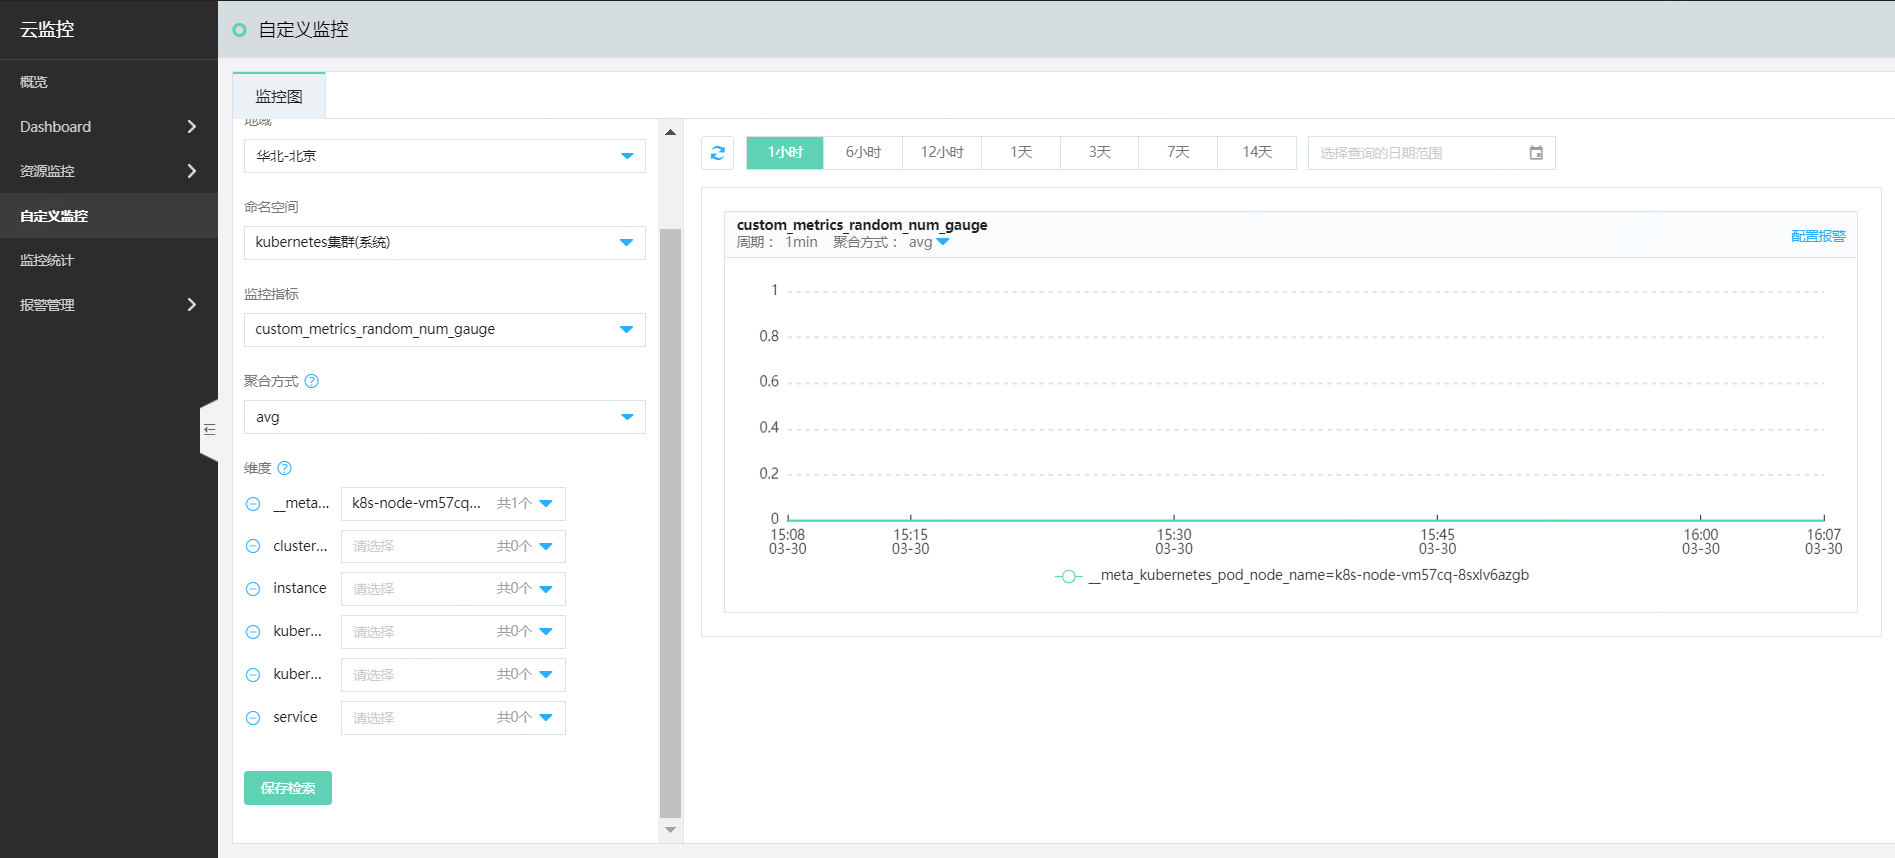 云监控
概览
Dashboard
资源监控
自定义监控
监控统计
报警管理
自定义监控
监控图
地域
华北-北京
命名空间
kubernetes集群(系统)
监控指标
custom_metrics_random_num_gauge
聚合方式 ?
avg
维度 ?
__meta... k8s-node-vm57cq... 共1个
cluster... 请选择 共0个
instance 请选择 共0个
kuber... 请选择 共0个
kuber... 请选择 共0个
service 请选择 共0个
保存检索
1小时 6小时 12小时 1天 3天 7天 14天 选择查询的日期范围
custom_metrics_random_num_gauge
周期： 1min 聚合方式： avg
配置报警
1
0.8
0.6
0.4
0.2
0
15:08 15:15 15:30 15:45 16:00 16:07
03-30 03-30 03-30 03-30 03-30 03-30
__meta_kubernetes_pod_node_name=k8s-node-vm57cq-8sxlv6azgb